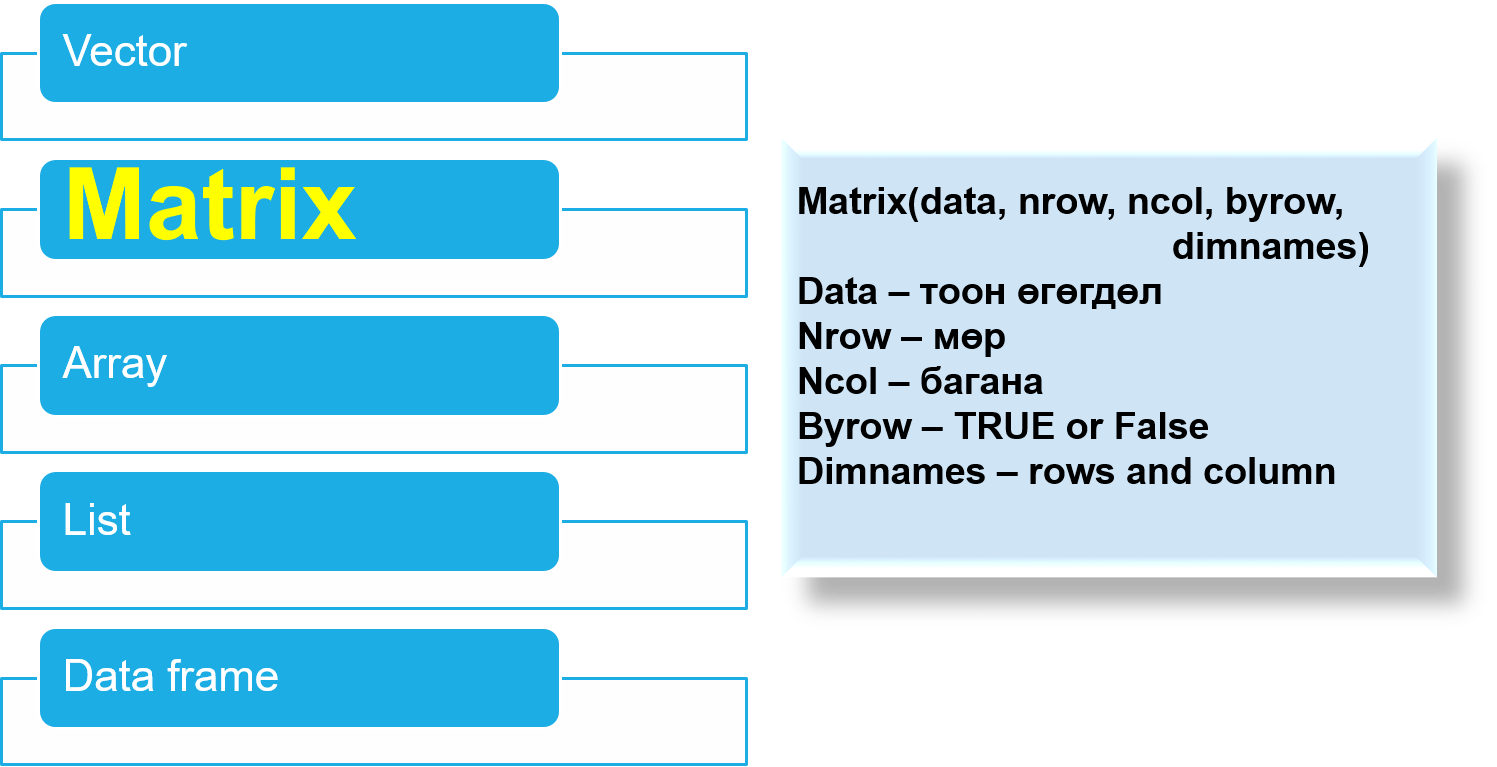 Vector
Matrix
Array
List
Data frame
Matrix(data, nrow, ncol, byrow,
dimnames)
Data – тоон өгөгдөл
Nrow – мөр
Ncol – багана
Byrow – TRUE or False
Dimnames – rows and column